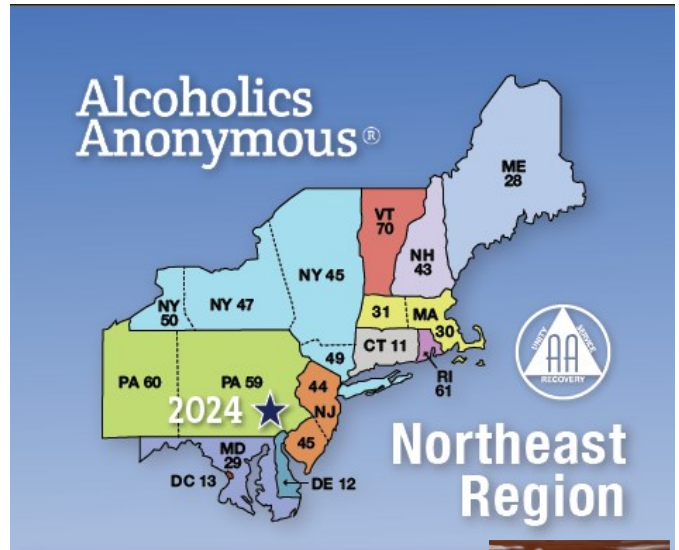 Alcoholics
Anonymous®
ME
28
VT
70
NH
43
NY 45
NY
50
NY 47
31
MA
30
CT 11
49
RI
61
UNITY
SERVICE
AA
RECOVERY
PA 60
PA 59
44
NJ
2024
45
MD
29
DC 13
DE 12
Northeast
Region